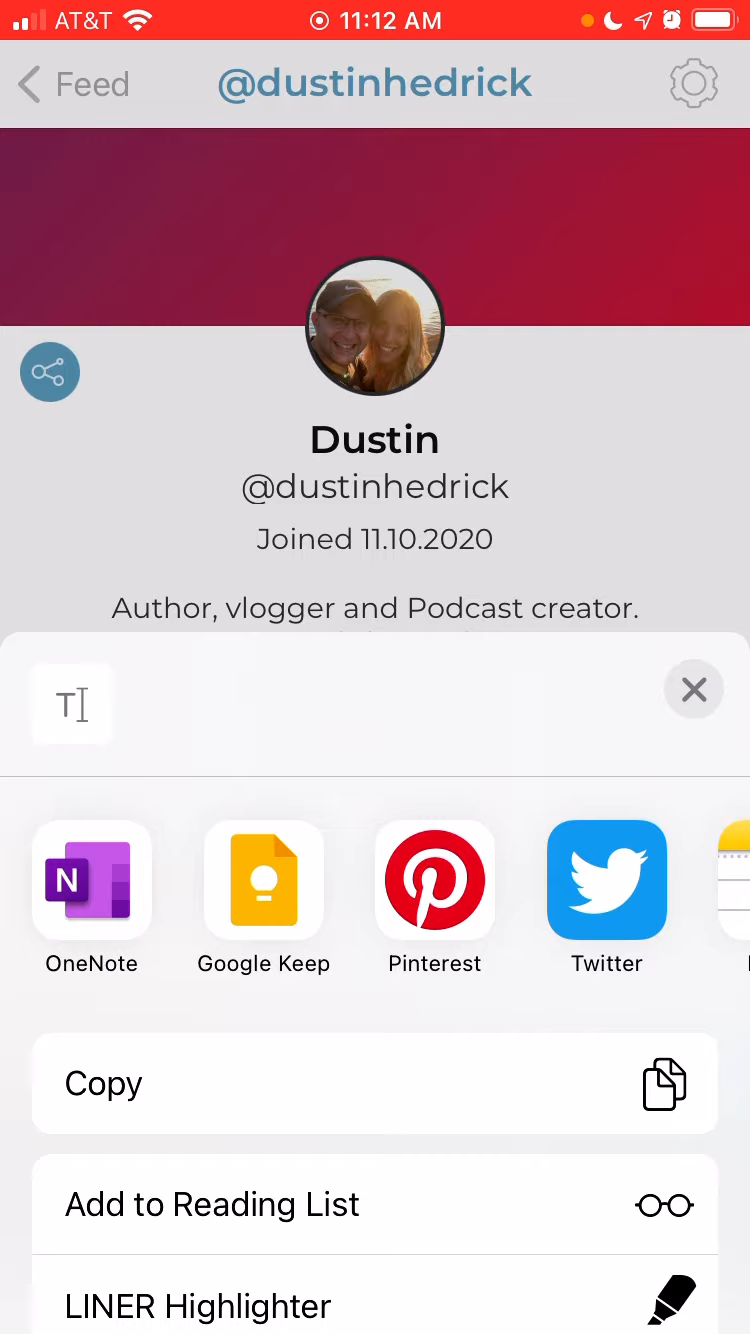 AT&T 11:12 AM
Feed @dustinhedrick
Dustin
@dustinhedrick
Joined 11.10.2020
Author, vlogger and Podcast creator.
T
N
OneNote Google Keep Pinterest Twitter
Copy
Add to Reading List
LINER Highlighter